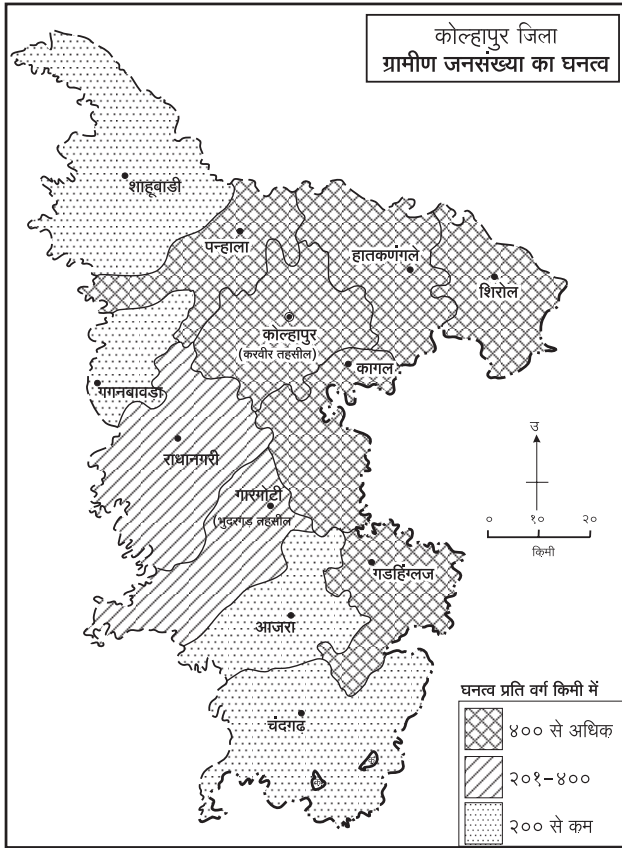 कोल्हापुर जिला
ग्रामीण जनसंख्या का घनत्व
शाहूवाडी
पन्हाला
हातकणंगले
शिरोल
कोल्हापुर
(करवीर तहसील)
कागल
गगनबावडा
राधानगरी
गारगोटी
(भुदरगड़ तहसील)
उ
० १० २०
किमी
गडहिंग्लज
आजरा
चंदगढ़
घनत्व प्रति वर्ग किमी में
४०० से अधिक
२०१-४००
२०० से कम